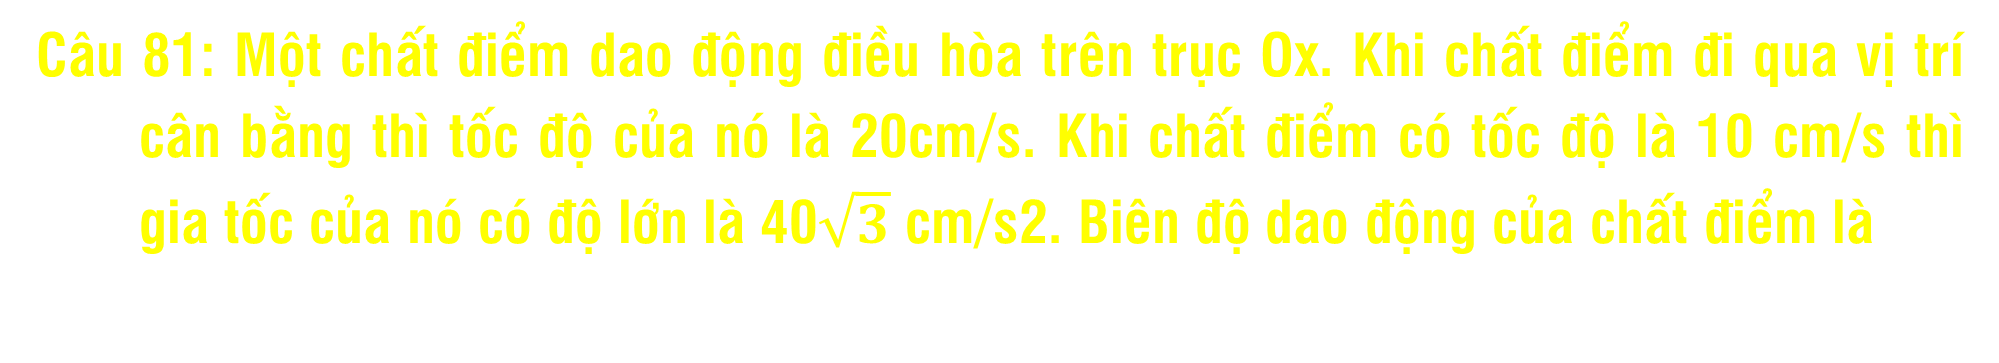 Câu 81: Một chất điểm dao động điều hòa trên trục Ox. Khi chất điểm đi qua vị trí
cân bằng thì tốc độ của nó là 20cm/s. Khi chất điểm có tốc độ là 10 cm/s thì
gia tốc của nó có độ lớn là 40√3 cm/s2. Biên độ dao động của chất điểm là